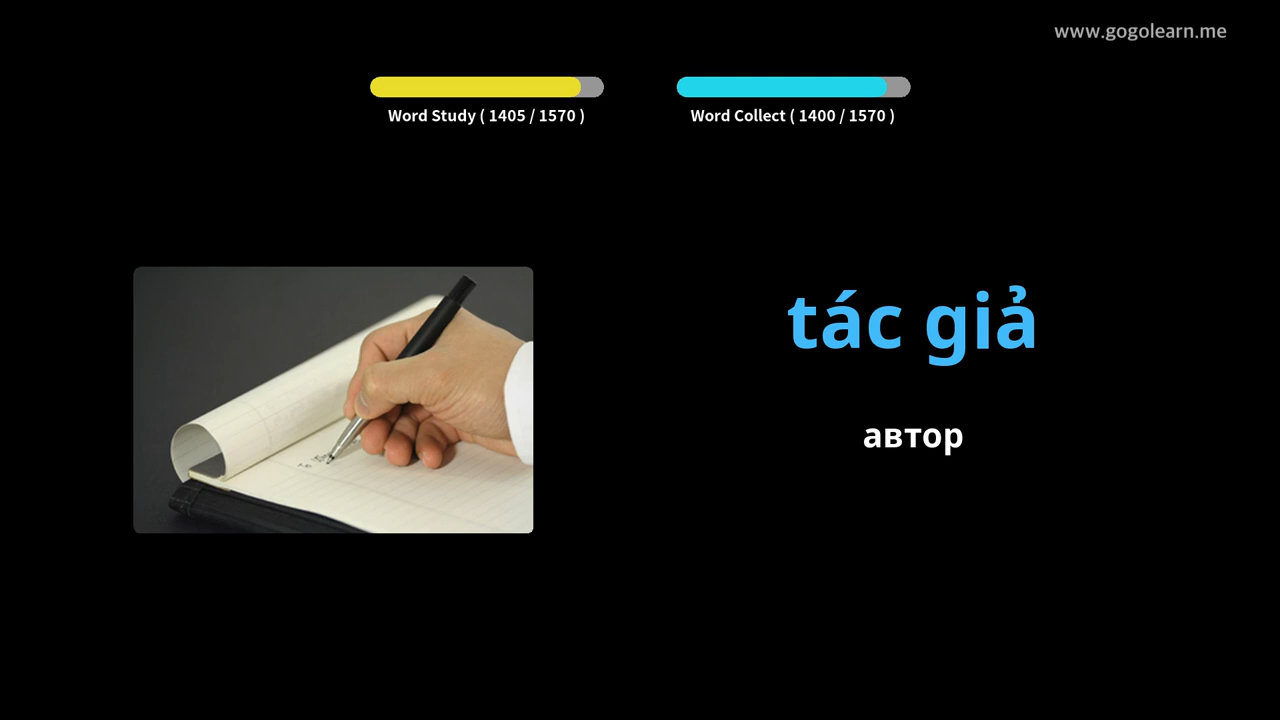 www.gogolearn.me
Word Study ( 1405 / 1570 )
Word Collect ( 1400 / 1570 )
tác giả
автор